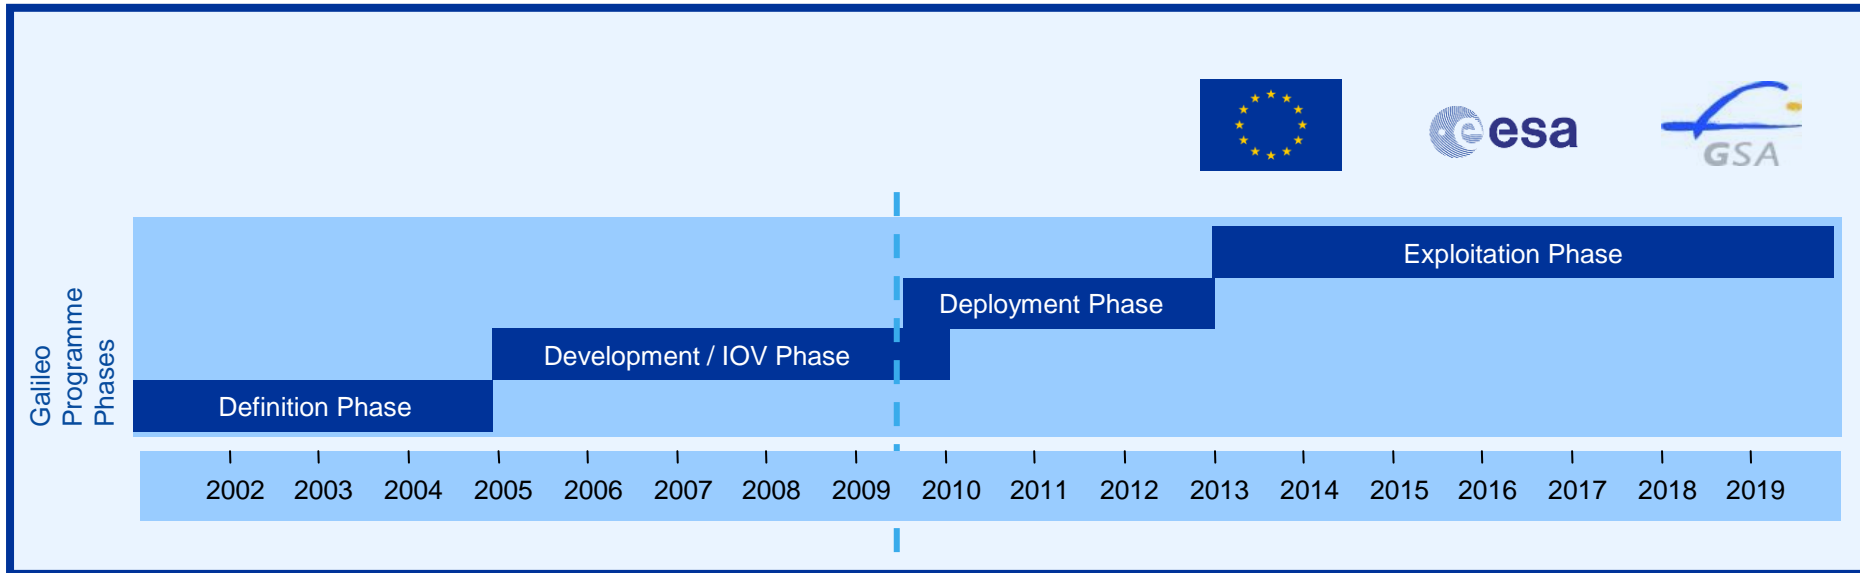 esa
GSA
Exploitation Phase
Deployment Phase
Development / IOV Phase
Definition Phase
Galileo
Programme
Phases
2002 2003 2004 2005 2006 2007 2008 2009 2010 2011 2012 2013 2014 2015 2016 2017 2018 2019